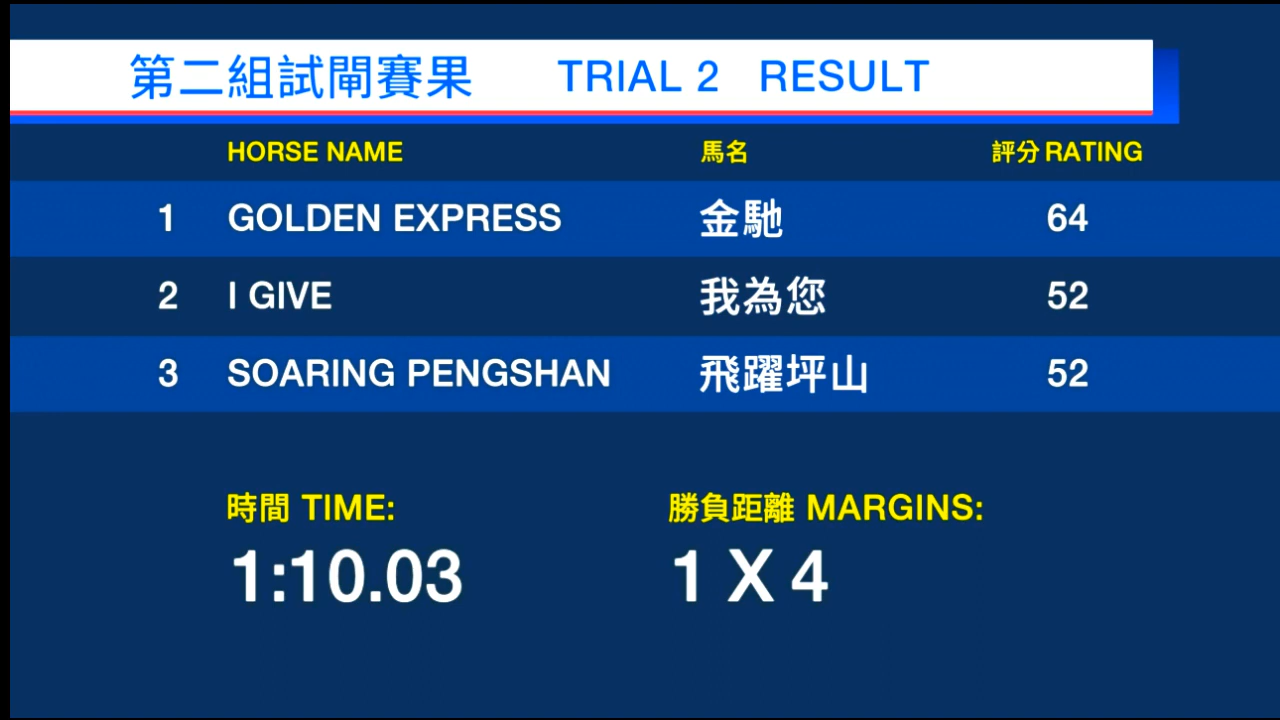 第二組試閘賽果 TRIAL 2 RESULT
HORSE NAME 馬名 評分 RATING
1 GOLDEN EXPRESS 金馳 64
2 I GIVE 我為您 52
3 SOARING PENGSHAN 飛躍坪山 52
時間 TIME: 勝負距離 MARGINS:
1:10.03 1 X 4